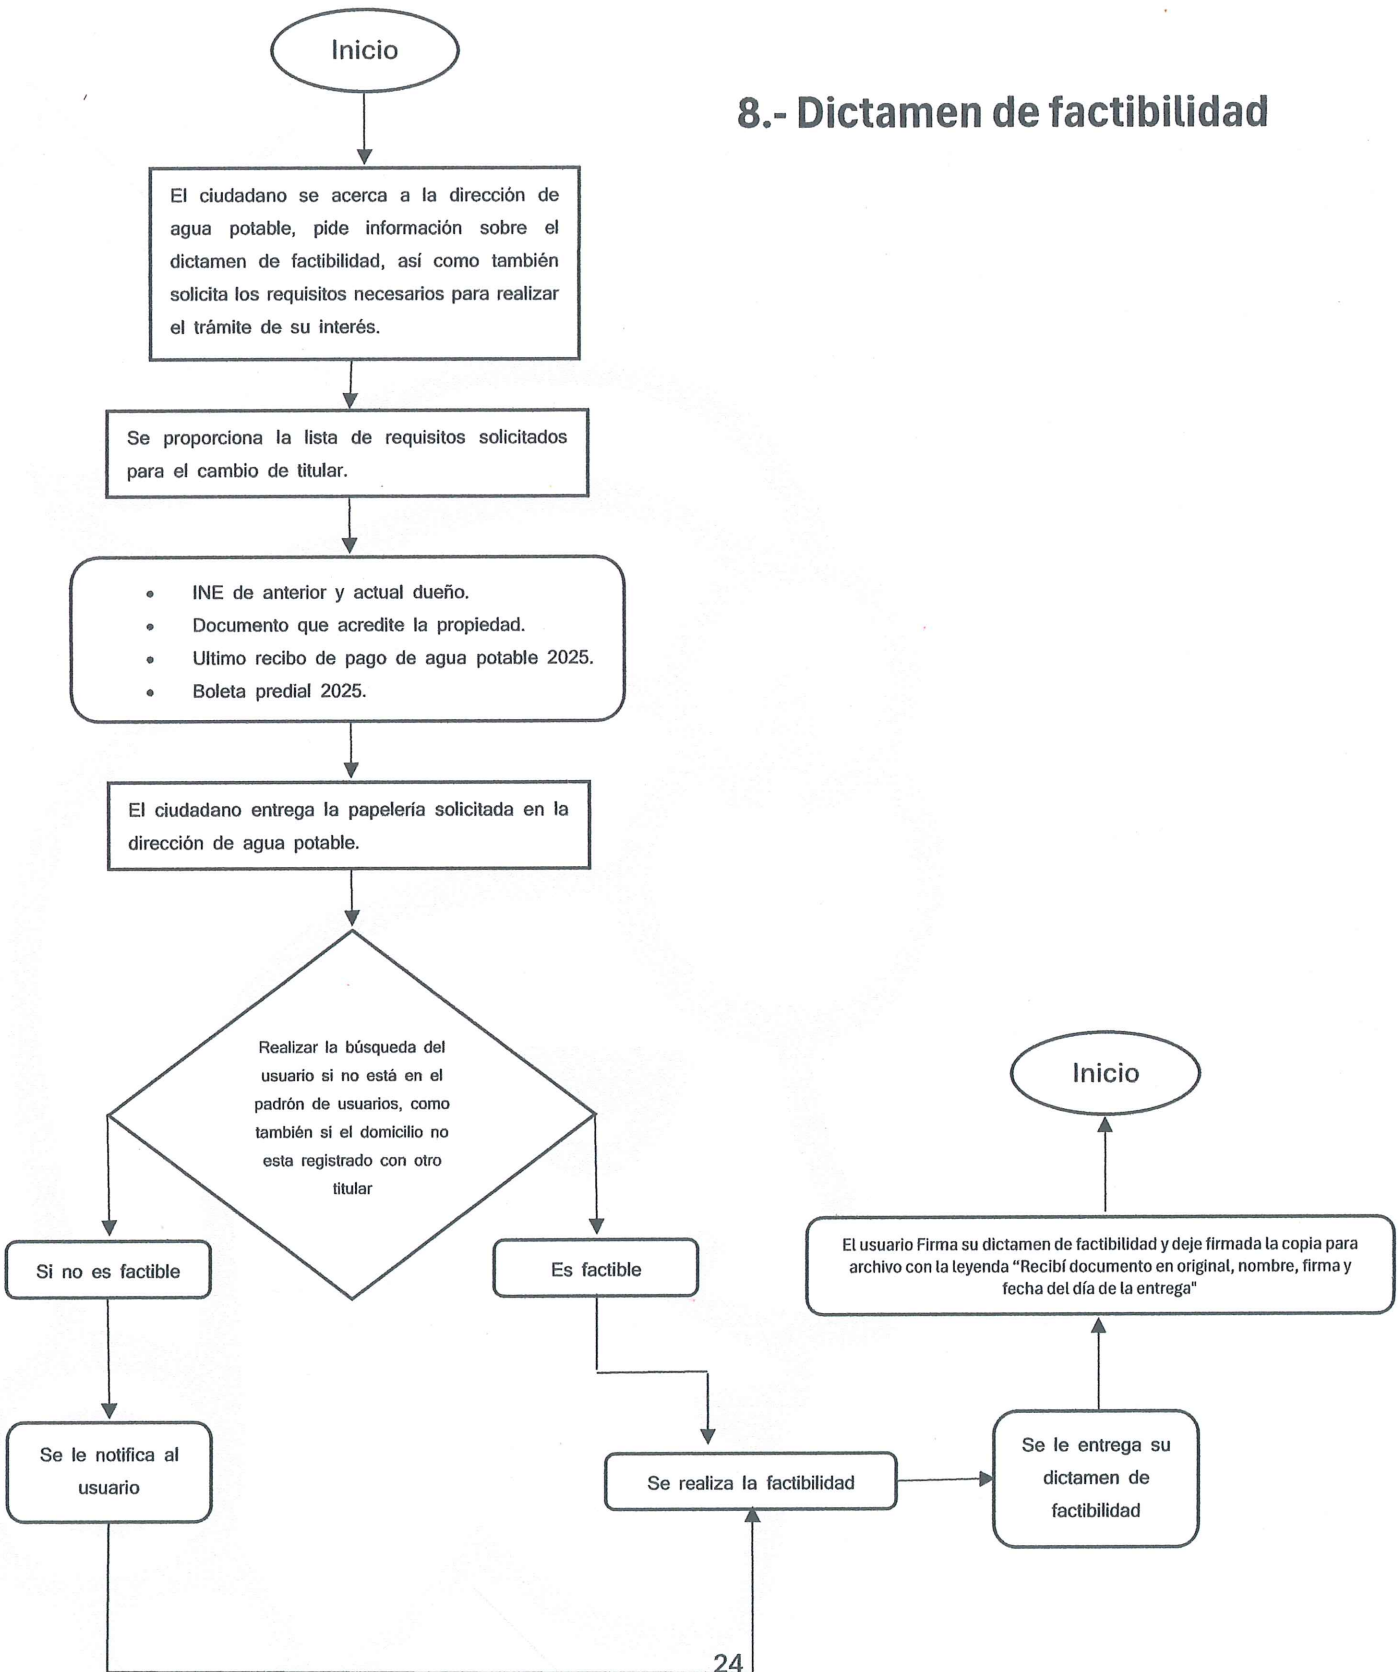 Inicio
8.- Dictamen de factibilidad
El ciudadano se acerca a la dirección de
agua potable, pide información sobre el
dictamen de factibilidad, así como también
solicita los requisitos necesarios para realizar
el trámite de su interés.
Se proporciona la lista de requisitos solicitados
para el cambio de titular.
• INE de anterior y actual dueño.
• Documento que acredite la propiedad.
• Ultimo recibo de pago de agua potable 2025.
• Boleta predial 2025.
El ciudadano entrega la papelería solicitada en la
dirección de agua potable.
Realizar la búsqueda del
usuario si no está en el
padrón de usuarios, como
también si el domicilio no
esta registrado con otro
titular
Si no es factible
Se le notifica al
usuario
Es factible
Se realiza la factibilidad
Se le entrega su
dictamen de
factibilidad
El usuario Firma su dictamen de factibilidad y deje firmada la copia para
archivo con la leyenda “Recibí documento en original, nombre, firma y
fecha del día de la entrega"
Inicio
24